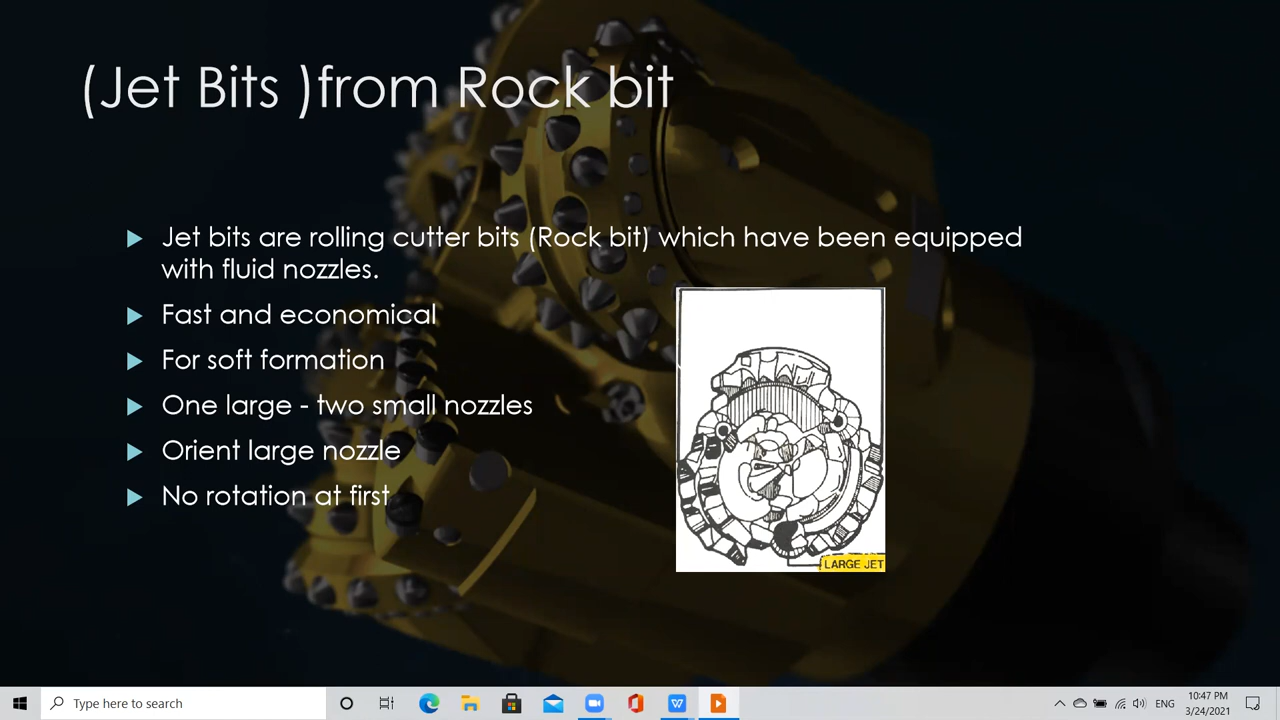 (Jet Bits )from Rock bit
Jet bits are rolling cutter bits (Rock bit) which have been equipped
with fluid nozzles.
Fast and economical
For soft formation
One large - two small nozzles
Orient large nozzle
No rotation at first
LARGE JET
Type here to search
ENG
10:47 PM
3/24/2021